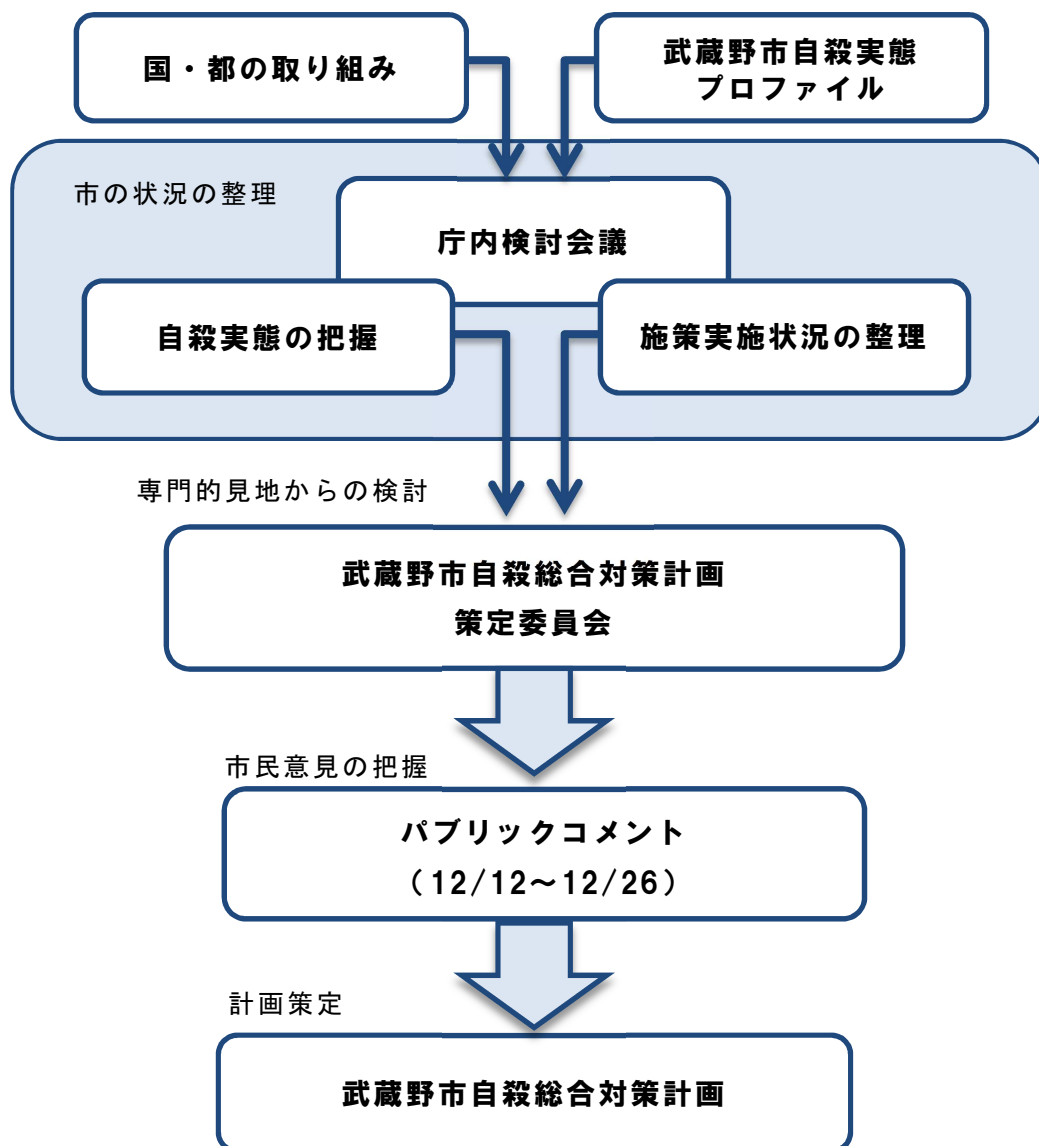 国・都の取り組み
武蔵野市自殺実態
プロファイル
市の状況の整理
庁内検討会議
自殺実態の把握
施策実施状況の整理
専門的見地からの検討
武蔵野市自殺総合対策計画
策定委員会
市民意見の把握
パブリックコメント
（12/12～12/26）
計画策定
武蔵野市自殺総合対策計画